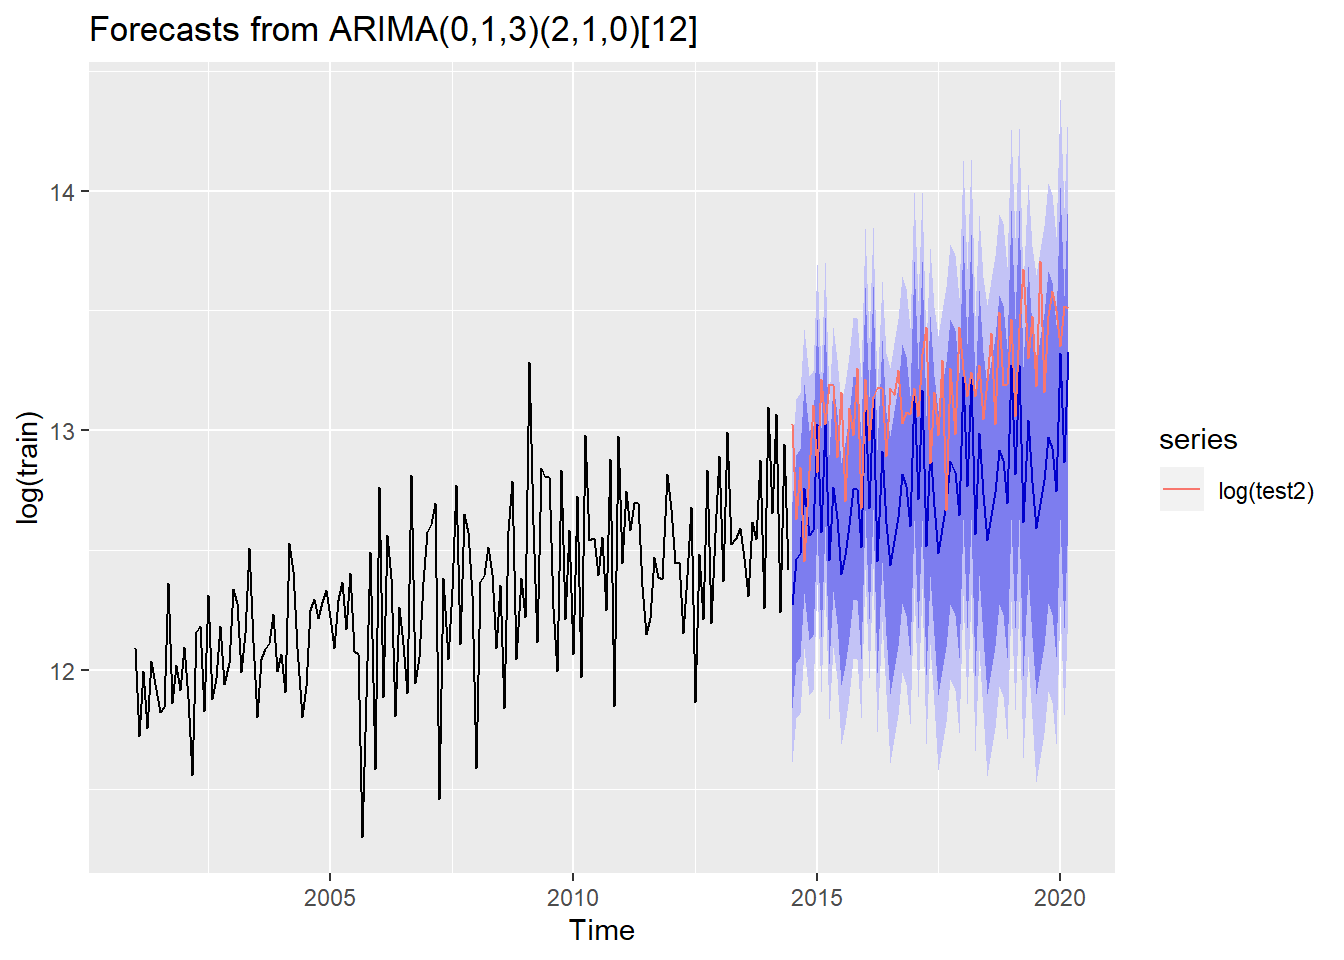 Forecasts from ARIMA(0,1,3)(2,1,0)[12]
14
13
12
log(train)
2005
2010
2015
2020
Time
series
log(test2)